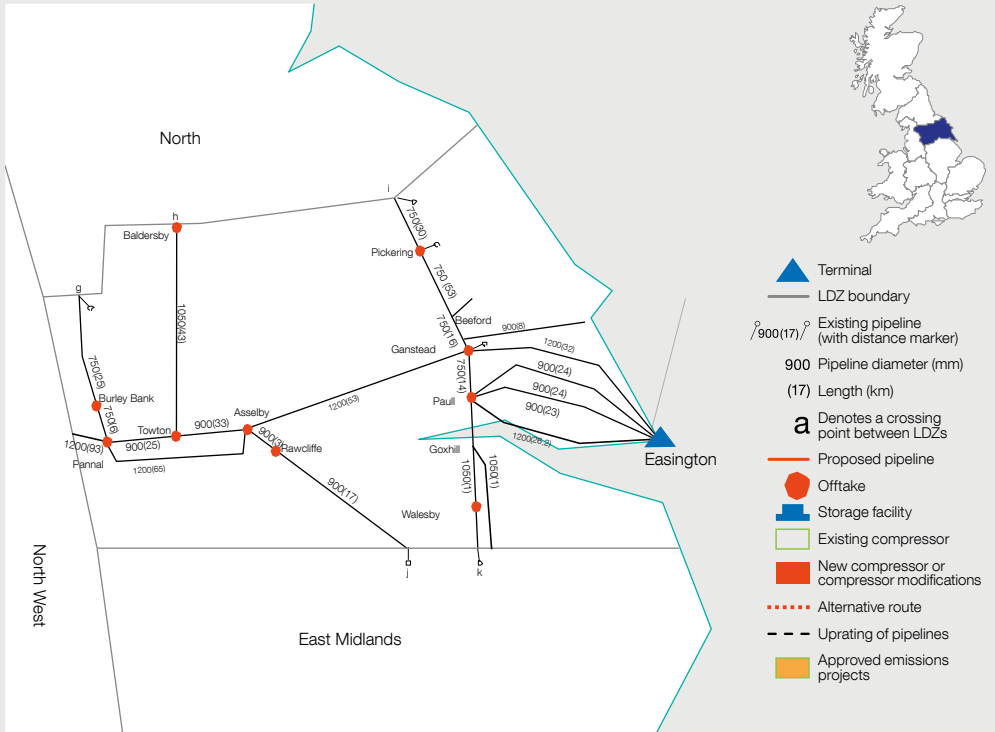 North
i
750(30)
h
Baldersby
Pickering
750 (53)
g
1050(43)
Beeford
750(16)
900(8)
Ganstead
1200(32)
750(25)
750(14)
900(24)
900(24)
900(23)
Burley Bank
750(6)
Asselby
1200(53)
Paull
Towton
900(33)
1200(93)
900(25)
Pannal
1200(65)
Rawcliffe
Goxhill
Easington
1050(1)
1050(1)
900(17)
Walesby
j
k
North West
East Midlands
Terminal
LDZ boundary
900(17)
Existing pipeline
(with distance marker)
900
Pipeline diameter (mm)
(17)
Length (km)
a
Denotes a crossing
point between LDZs
Proposed pipeline
Offtake
Storage facility
Existing compressor
New compressor or
compressor modifications
Alternative route
Uprating of pipelines
Approved emissions
projects